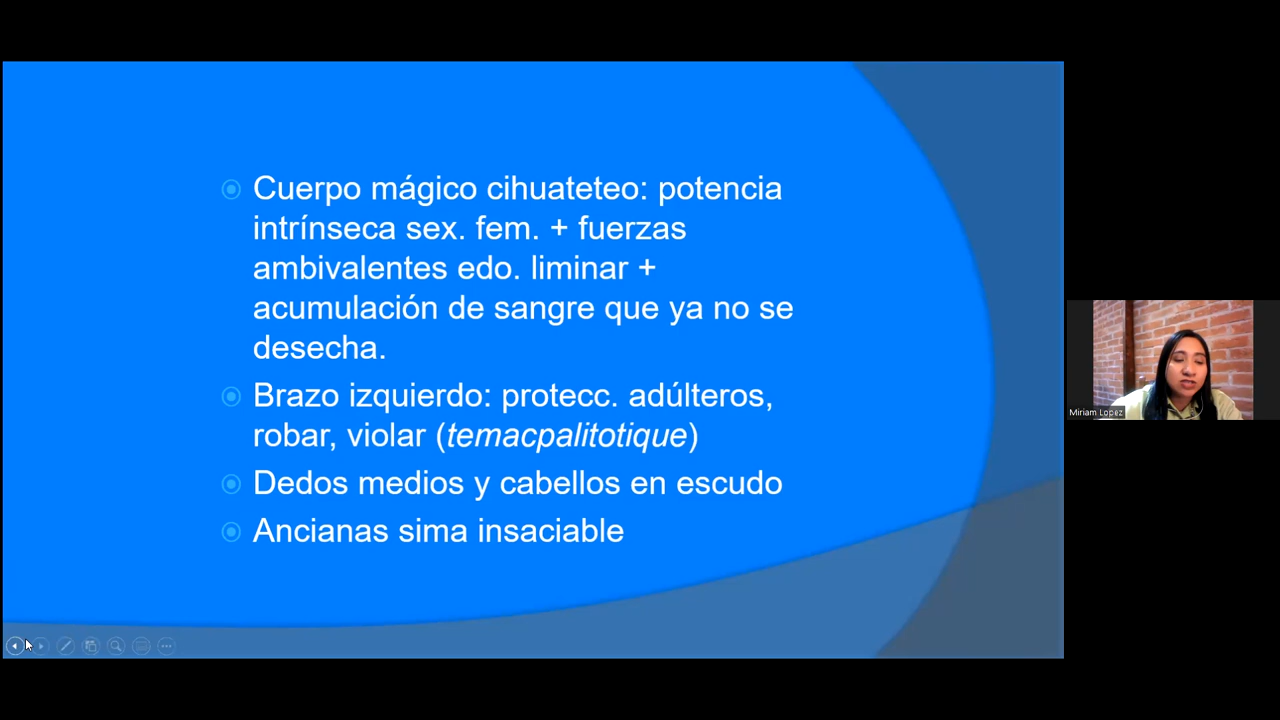 Cuerpo mágico cihuateteo: potencia
intrínseca sex. fem. + fuerzas
ambivalentes edo. liminar +
acumulación de sangre que ya no se
desecha.
Brazo izquierdo: protecc. adúlteros,
robar, violar (temacpalitotique)
Dedos medios y cabellos en escudo
Ancianas sima insaciable
Miriam Lopez